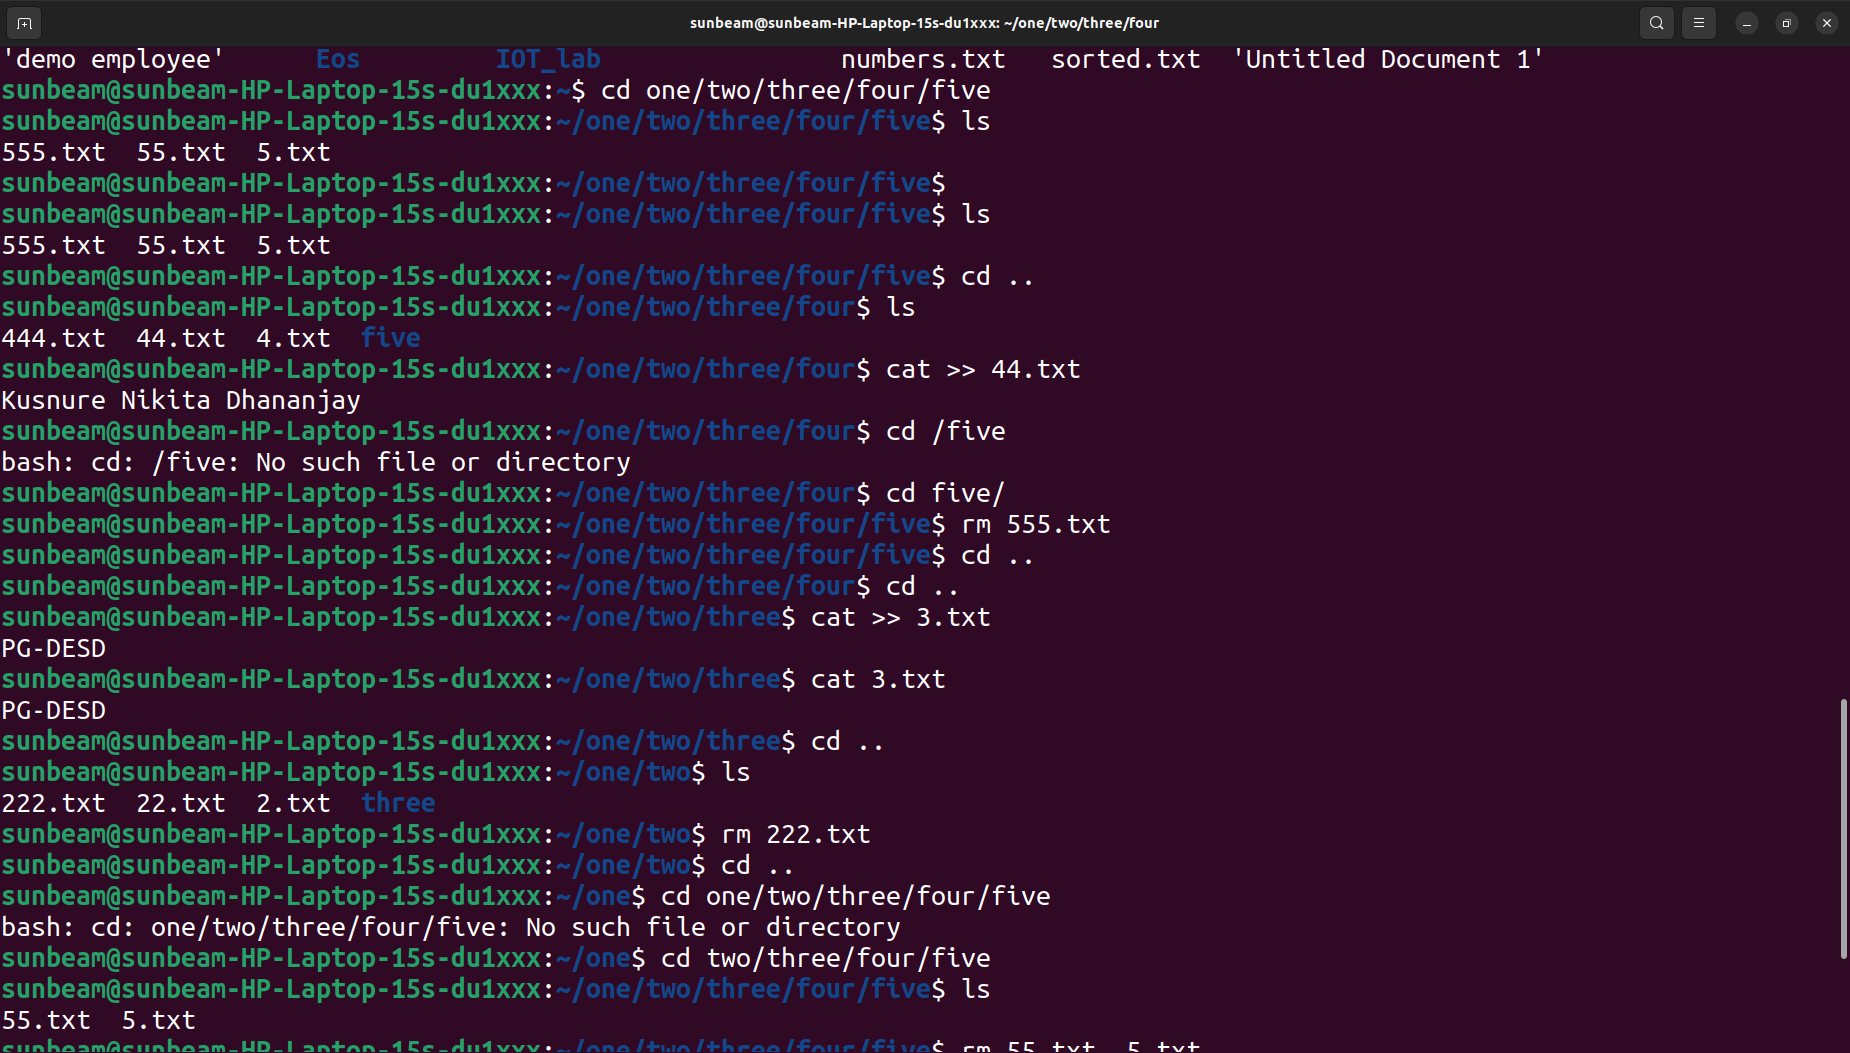 sunbeam@sunbeam-HP-Laptop-15s-du1xxx: ~/one/two/three/four
'demo employee'      Eos         IOT_lab                numbers.txt   sorted.txt  'Untitled Document 1'
sunbeam@sunbeam-HP-Laptop-15s-du1xxx:~$ cd one/two/three/four/five
sunbeam@sunbeam-HP-Laptop-15s-du1xxx:~/one/two/three/four/five$ ls
555.txt  55.txt  5.txt
sunbeam@sunbeam-HP-Laptop-15s-du1xxx:~/one/two/three/four/five$
sunbeam@sunbeam-HP-Laptop-15s-du1xxx:~/one/two/three/four/five$ ls
555.txt  55.txt  5.txt
sunbeam@sunbeam-HP-Laptop-15s-du1xxx:~/one/two/three/four/five$ cd ..
sunbeam@sunbeam-HP-Laptop-15s-du1xxx:~/one/two/three/four$ ls
444.txt  44.txt  4.txt  five
sunbeam@sunbeam-HP-Laptop-15s-du1xxx:~/one/two/three/four$ cat >> 44.txt
Kusnure Nikita Dhananjay
sunbeam@sunbeam-HP-Laptop-15s-du1xxx:~/one/two/three/four$ cd /five
bash: cd: /five: No such file or directory
sunbeam@sunbeam-HP-Laptop-15s-du1xxx:~/one/two/three/four$ cd five/
sunbeam@sunbeam-HP-Laptop-15s-du1xxx:~/one/two/three/four/five$ rm 555.txt
sunbeam@sunbeam-HP-Laptop-15s-du1xxx:~/one/two/three/four/five$ cd ..
sunbeam@sunbeam-HP-Laptop-15s-du1xxx:~/one/two/three/four$ cd ..
sunbeam@sunbeam-HP-Laptop-15s-du1xxx:~/one/two/three$ cat >> 3.txt
PG-DESD
sunbeam@sunbeam-HP-Laptop-15s-du1xxx:~/one/two/three$ cat 3.txt
PG-DESD
sunbeam@sunbeam-HP-Laptop-15s-du1xxx:~/one/two/three$ cd ..
sunbeam@sunbeam-HP-Laptop-15s-du1xxx:~/one/two$ ls
222.txt  22.txt  2.txt  three
sunbeam@sunbeam-HP-Laptop-15s-du1xxx:~/one/two$ rm 222.txt
sunbeam@sunbeam-HP-Laptop-15s-du1xxx:~/one/two$ cd ..
sunbeam@sunbeam-HP-Laptop-15s-du1xxx:~/one$ cd one/two/three/four/five
bash: cd: one/two/three/four/five: No such file or directory
sunbeam@sunbeam-HP-Laptop-15s-du1xxx:~/one$ cd two/three/four/five
sunbeam@sunbeam-HP-Laptop-15s-du1xxx:~/one/two/three/four/five$ ls
55.txt  5.txt
sunbeam@sunbeam-HP-Laptop-15s-du1xxx:~/one/two/three/four/five$ rm 55.txt  5.txt